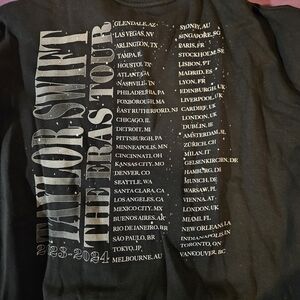 TAYLOR SWIFT
THE ERAS TOUR
2023-2024
GLENDALE, AZ
LAS VEGAS, NV
ARLINGTON, TX
TAMPA, FL
HOUSTON, TX
ATLANTA, GA
NASHVILLE, TN
PHILADELPHIA, PA
FOXBOROUGH, MA
EAST RUTHERFORD, NJ
CHICAGO, IL
DETROIT, MI
PITTSBURGH, PA
MINNEAPOLIS, MN
CINCINNATI, OH
KANSAS CITY, MO
DENVER, CO
SEATTLE, WA
SANTA CLARA, CA
LOS ANGELES, CA
MEXICO CITY, MX
BUENOS AIRES, AR
RIO DE JANEIRO, BR
SÃO PAULO, BR
TOKYO, JP
MELBOURNE, AU
SYDNEY, AU
SINGAPORE, SG
PARIS, FR
STOCKHOLM, SE
LISBON, PT
MADRID, ES
LYON, FR
EDINBURGH, UK
LIVERPOOL, UK
CARDIFF, UK
LONDON, UK
DUBLIN, IE
AMSTERDAM, NL
ZÜRICH, CH
MILAN, IT
GELSENKIRCHEN, DE
HAMBURG, DE
MUNICH, DE
WARSAW, PL
VIENNA, AT
LONDON, UK
MIAMI, FL
NEW ORLEANS, LA
INDIANAPOLIS, IN
TORONTO, ON
VANCOUVER, BC